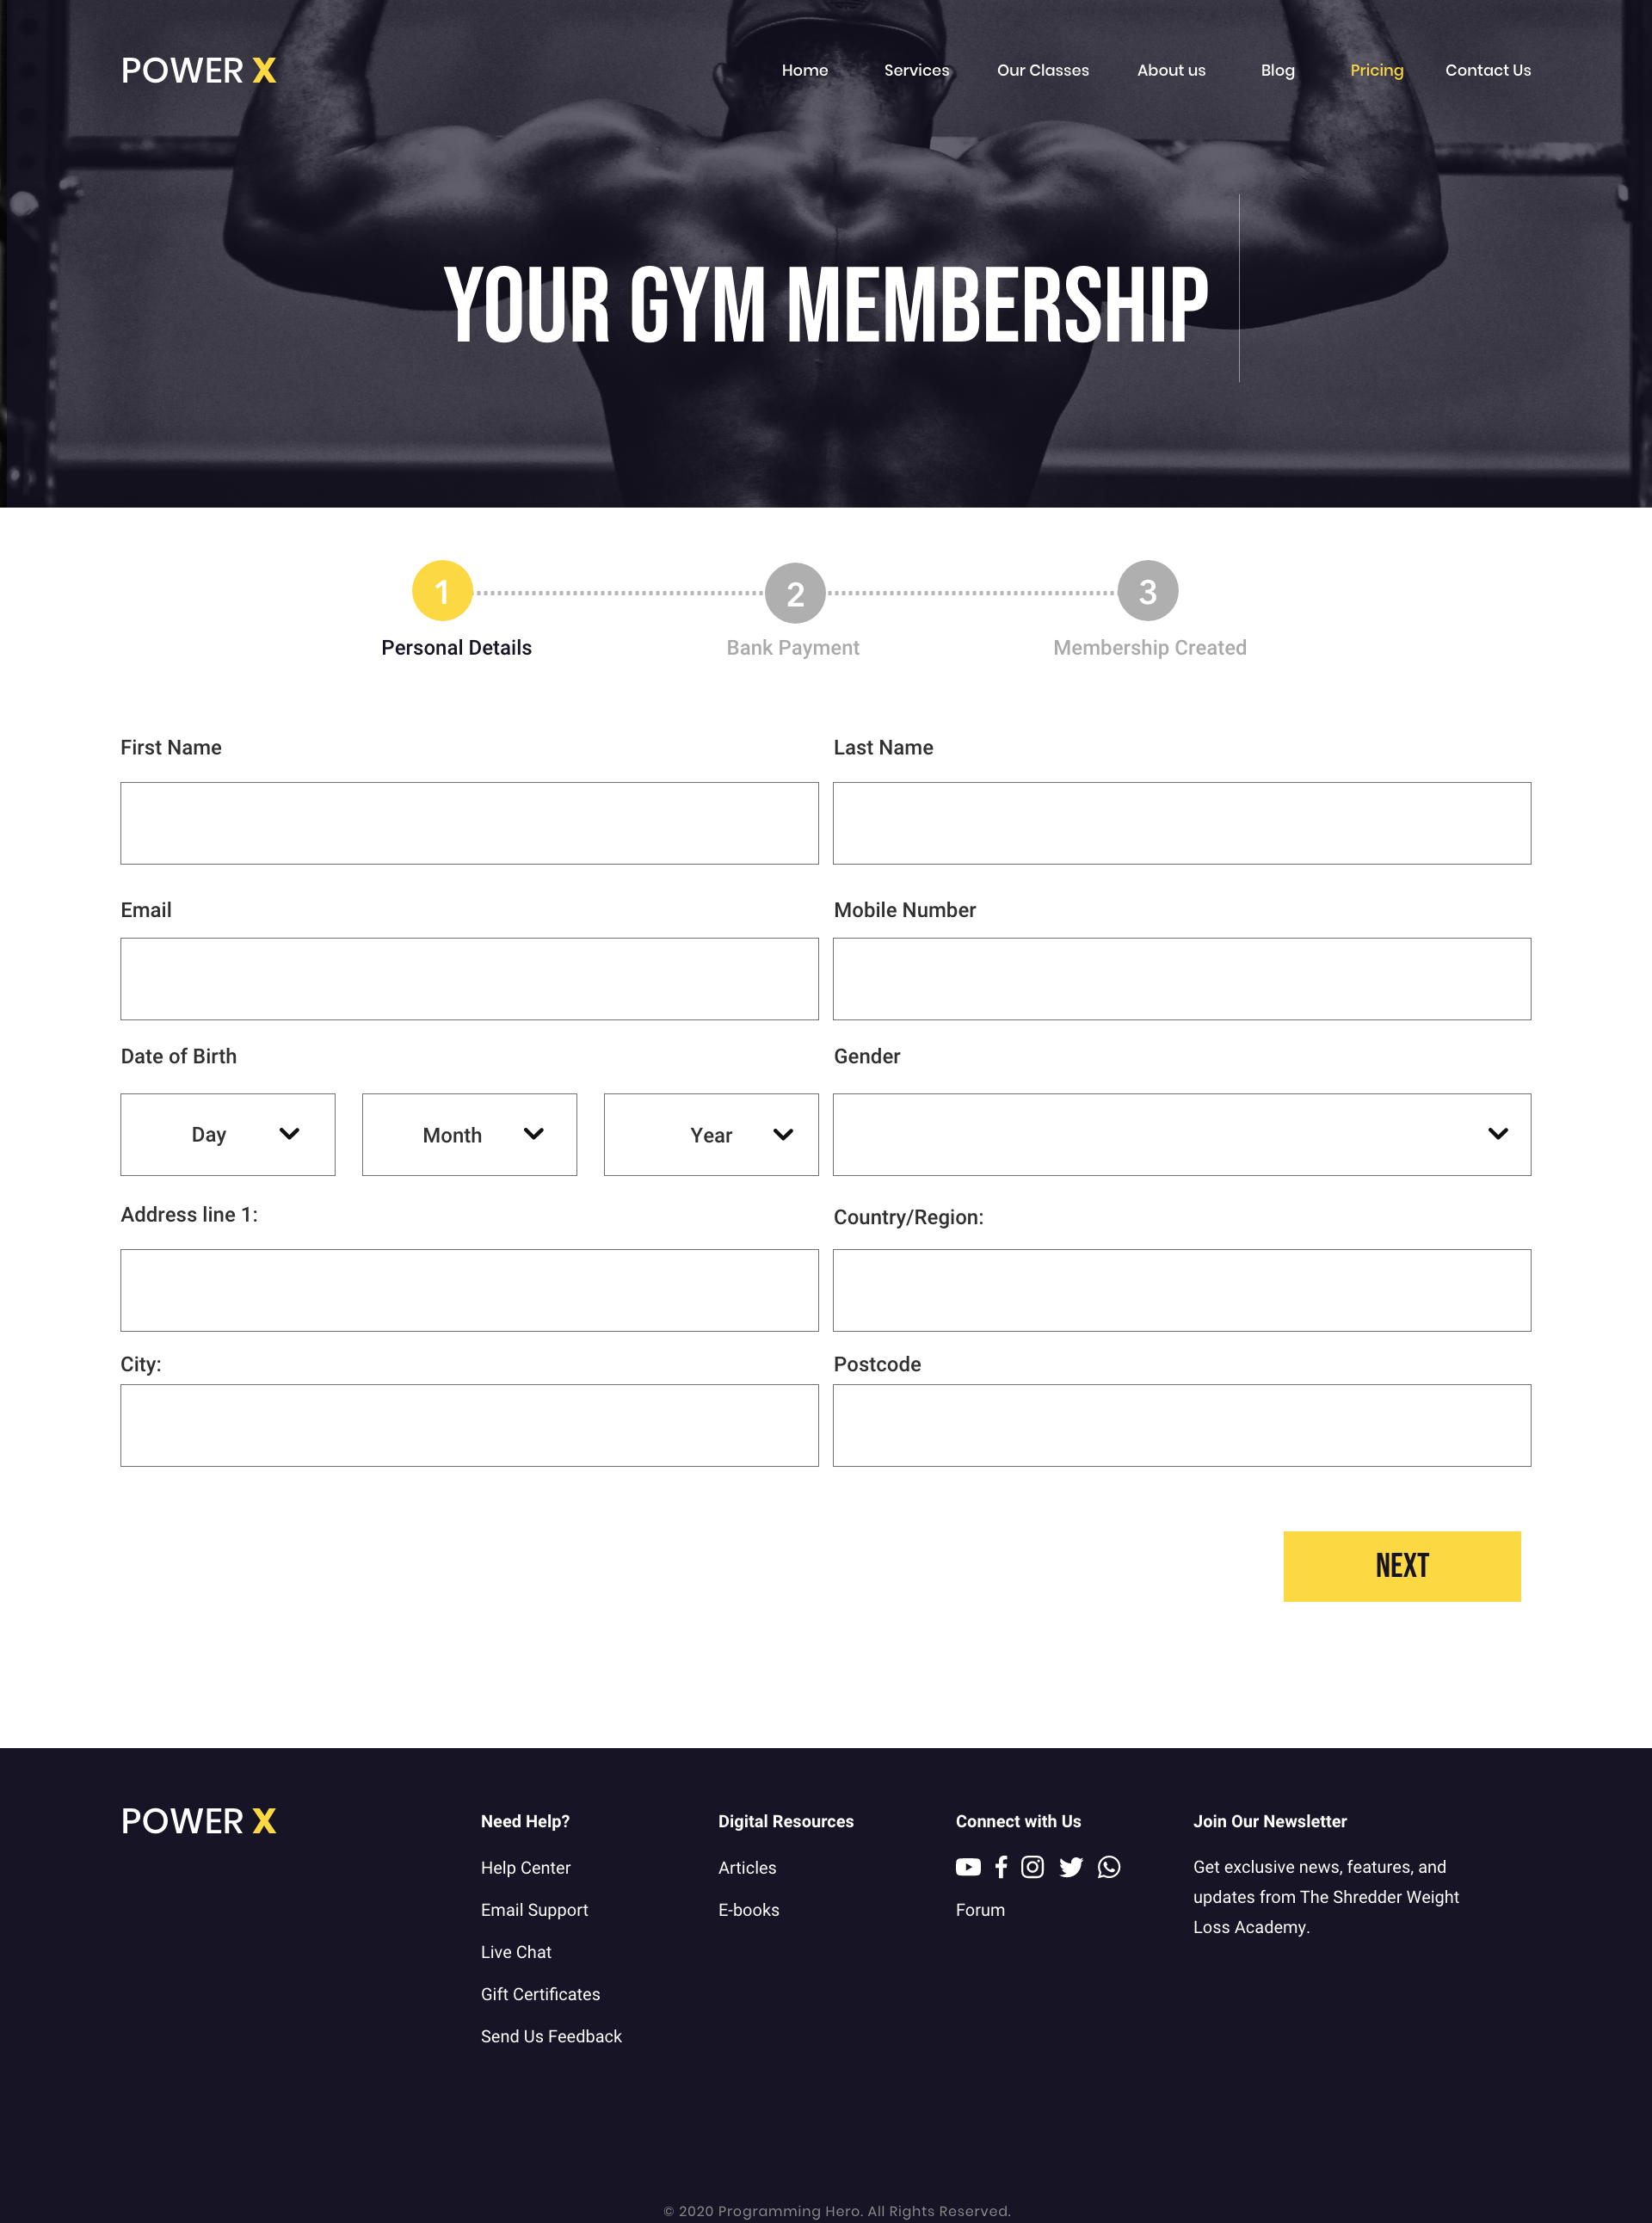 POWER X
Home Services Our Classes About us Blog Pricing Contact Us
YOUR GYM MEMBERSHIP
1 2 3
Personal Details Bank Payment Membership Created
First Name Last Name
Email Mobile Number
Date of Birth Gender
Day Month Year
Address line 1: Country/Region:
City: Postcode
NEXT
POWER X
Need Help?
Help Center
Email Support
Live Chat
Gift Certificates
Send Us Feedback
Digital Resources
Articles
E-books
Connect with Us
Forum
Join Our Newsletter
Get exclusive news, features, and
updates from The Shredder Weight
Loss Academy.
© 2020 Programming Hero. All Rights Reserved.